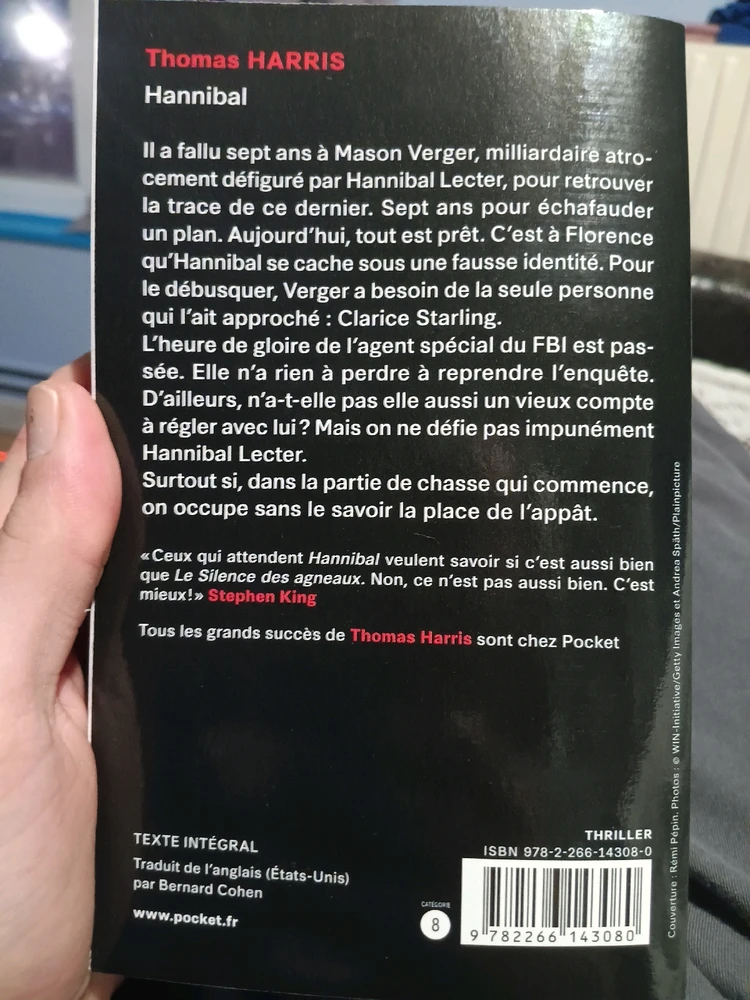 Thomas HARRIS
Hannibal
Il a fallu sept ans à Mason Verger, milliardaire atro-
cement défiguré par Hannibal Lecter, pour retrouver
la trace de ce dernier. Sept ans pour échafauder
un plan. Aujourd'hui, tout est prêt. C'est à Florence
qu'Hannibal se cache sous une fausse identité. Pour
le débusquer, Verger a besoin de la seule personne
qui l'ait approché : Clarice Starling.
L'heure de gloire de l'agent spécial du FBI est pas-
sée. Elle n'a rien à perdre à reprendre l'enquête.
D'ailleurs, n'a-t-elle pas elle aussi un vieux compte
à régler avec lui ? Mais on ne défie pas impunément
Hannibal Lecter.
Surtout si, dans la partie de chasse qui commence,
on occupe sans le savoir la place de l'appât.
« Ceux qui attendent Hannibal veulent savoir si c'est aussi bien
que Le Silence des agneaux. Non, ce n'est pas aussi bien. C'est
mieux ! » Stephen King
Tous les grands succès de Thomas Harris sont chez Pocket
TEXTE INTÉGRAL
Traduit de l'anglais (États-Unis)
par Bernard Cohen
www.pocket.fr
CATÉGORIE
8
THRILLER
ISBN 978-2-266-14308-0
9 782266 143080
Couverture : Rémi Pépin. Photos : © WIN-Initiative/Getty Images et Andrea Späth/Plainpicture